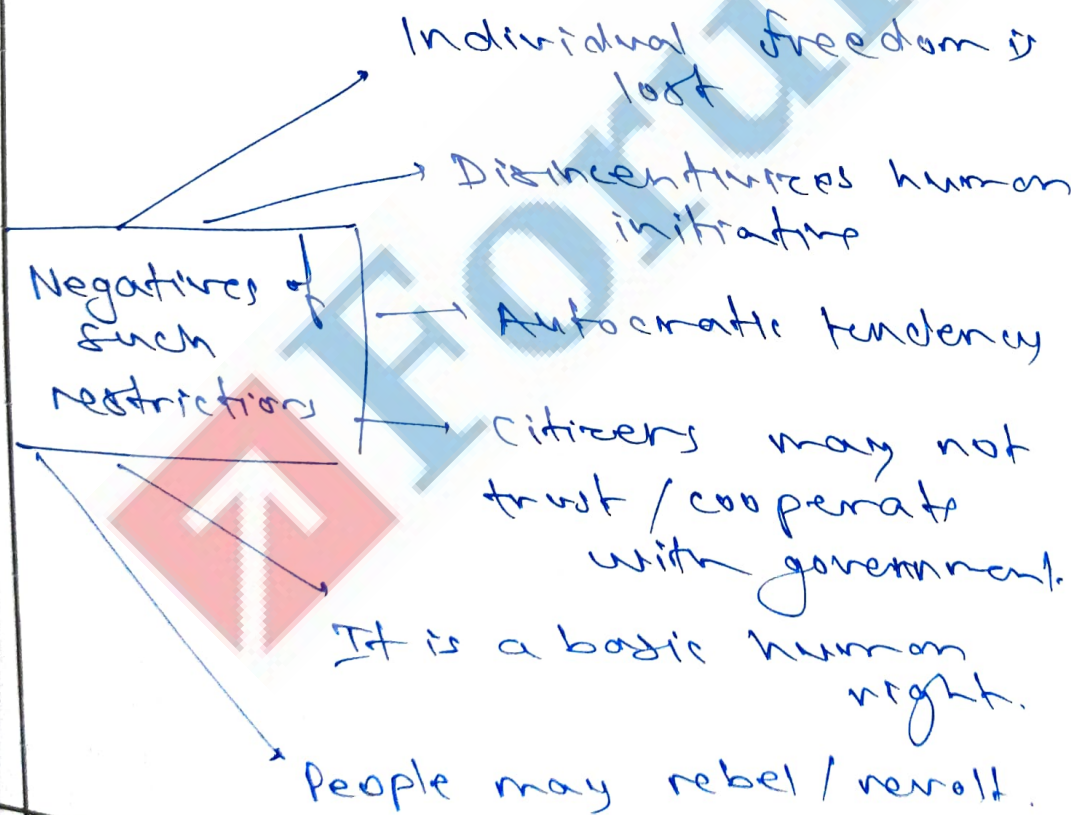 Individual freedom is
lost
Disincentivizes human
initiative
Negatives of
such
restrictions
Autocratic tendency
Citizens may not
trust / cooperate
with government.
It is a basic human
right.
People may rebel / revolt.
Forum